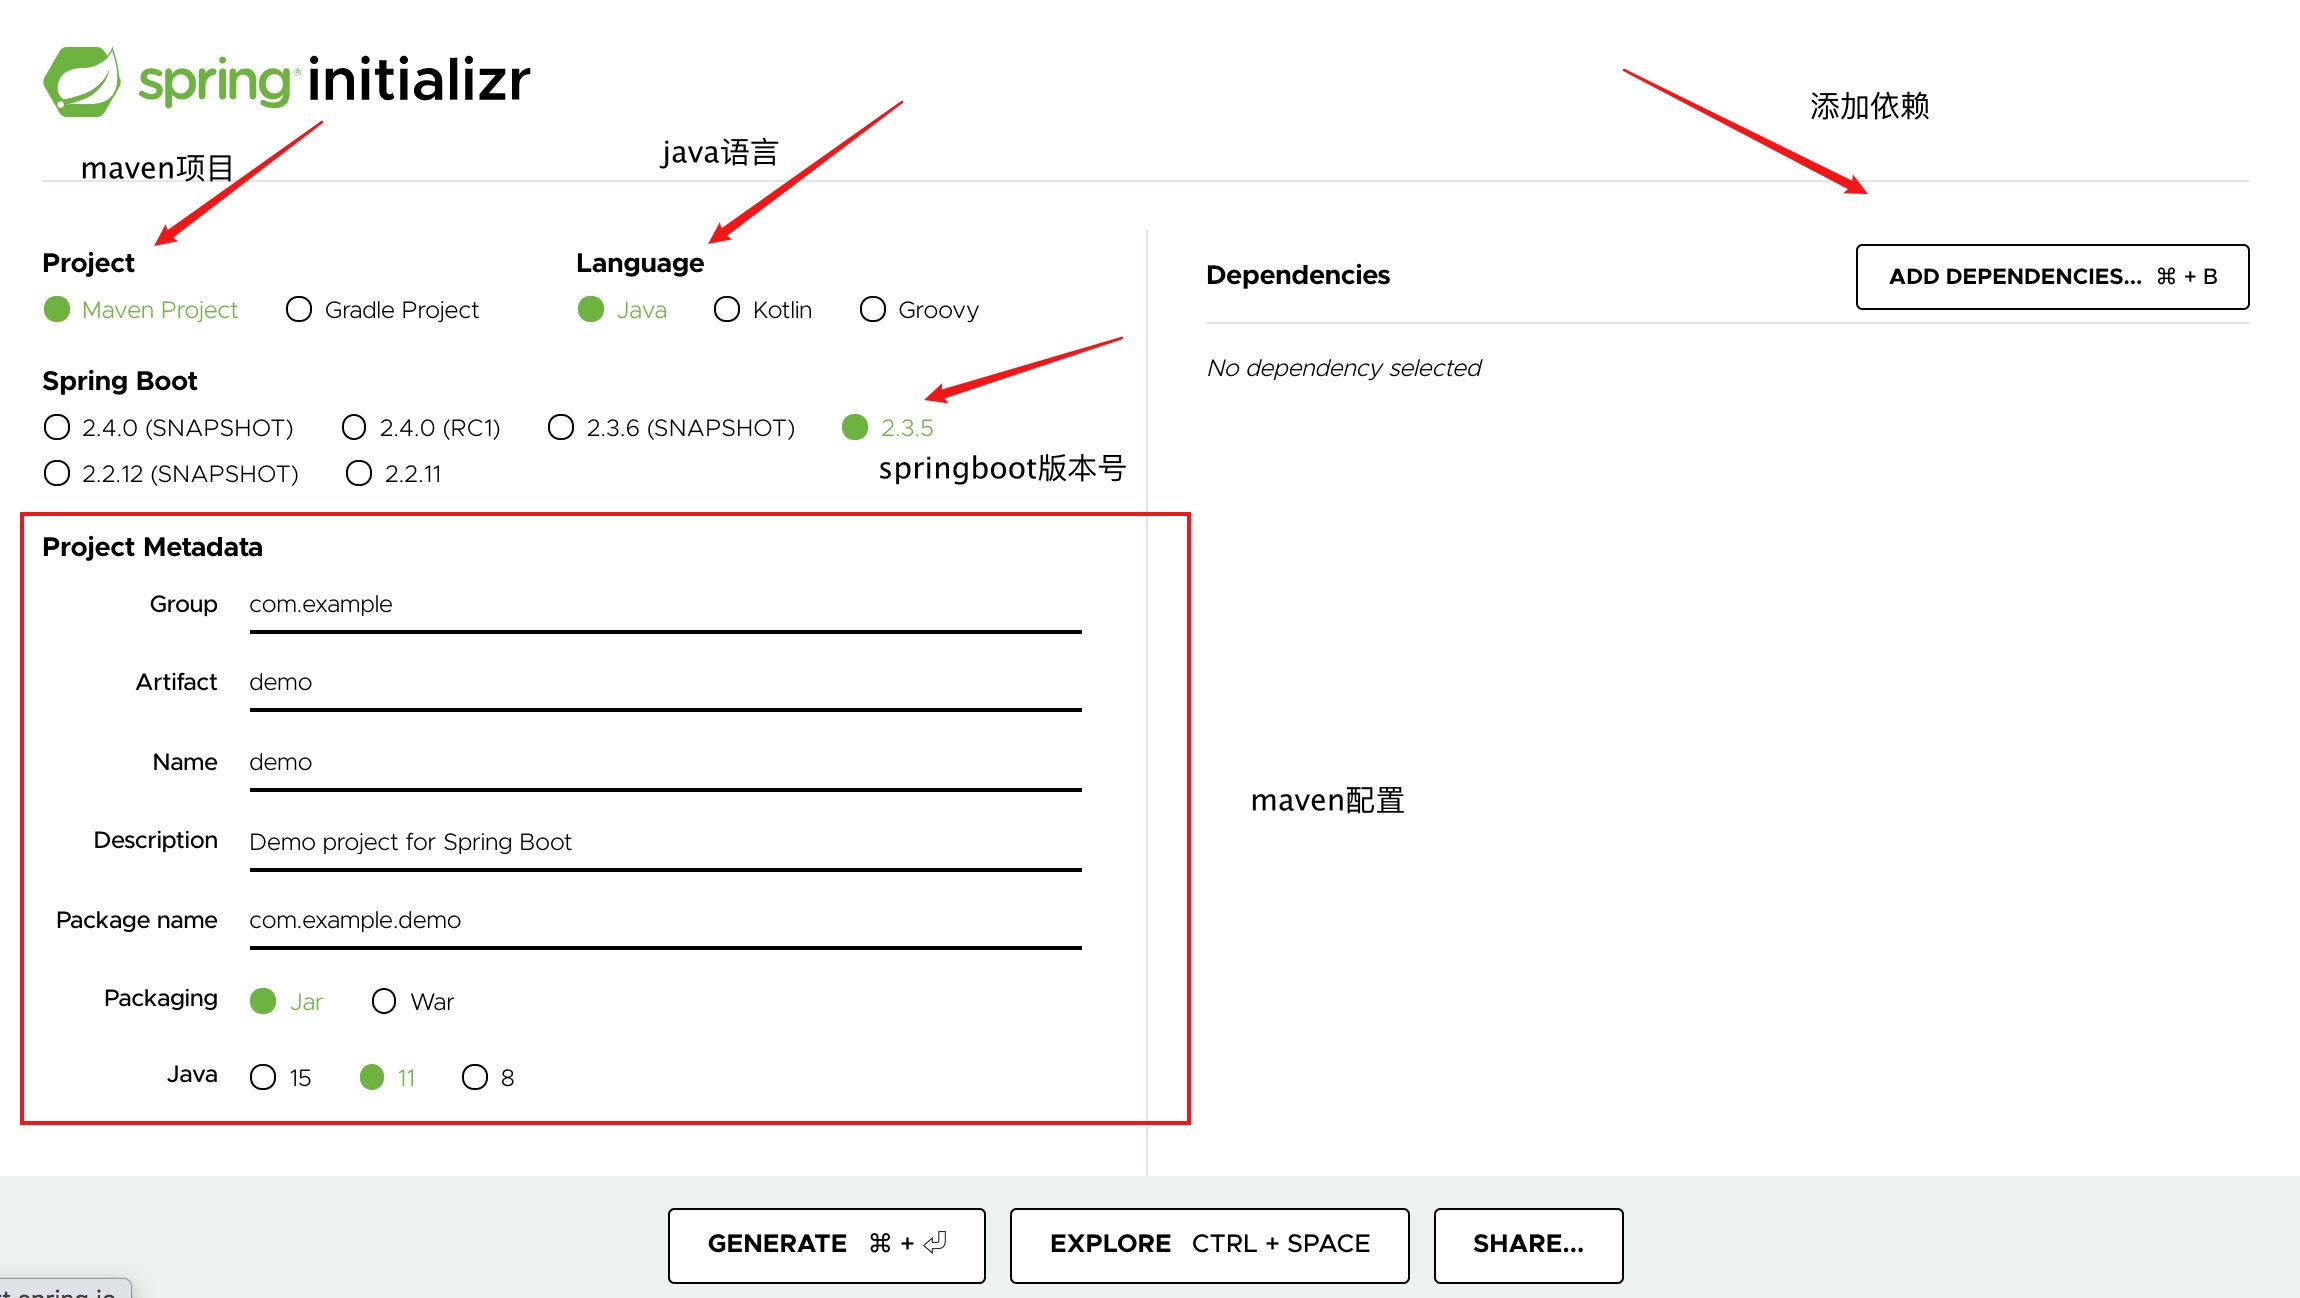 spring initializr
maven项目
java语言
添加依赖
Project
Maven Project Gradle Project
Language
Java Kotlin Groovy
Spring Boot
2.4.0 (SNAPSHOT) 2.4.0 (RC1) 2.3.6 (SNAPSHOT) 2.3.5
2.2.12 (SNAPSHOT) 2.2.11
springboot版本号
Project Metadata
Group com.example
Artifact demo
Name demo
Description Demo project for Spring Boot
Package name com.example.demo
Packaging Jar War
Java 15 11 8
Dependencies ADD DEPENDENCIES... ⌘ + B
No dependency selected
maven配置
GENERATE ⌘ + ⏎ EXPLORE CTRL + SPACE SHARE...